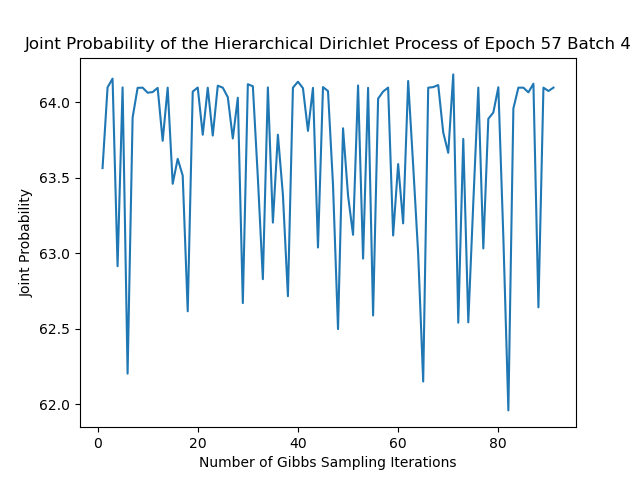 Joint Probability of the Hierarchical Dirichlet Process of Epoch 57 Batch 4
Joint Probability
64.0
63.5
63.0
62.5
62.0
0 20 40 60 80
Number of Gibbs Sampling Iterations